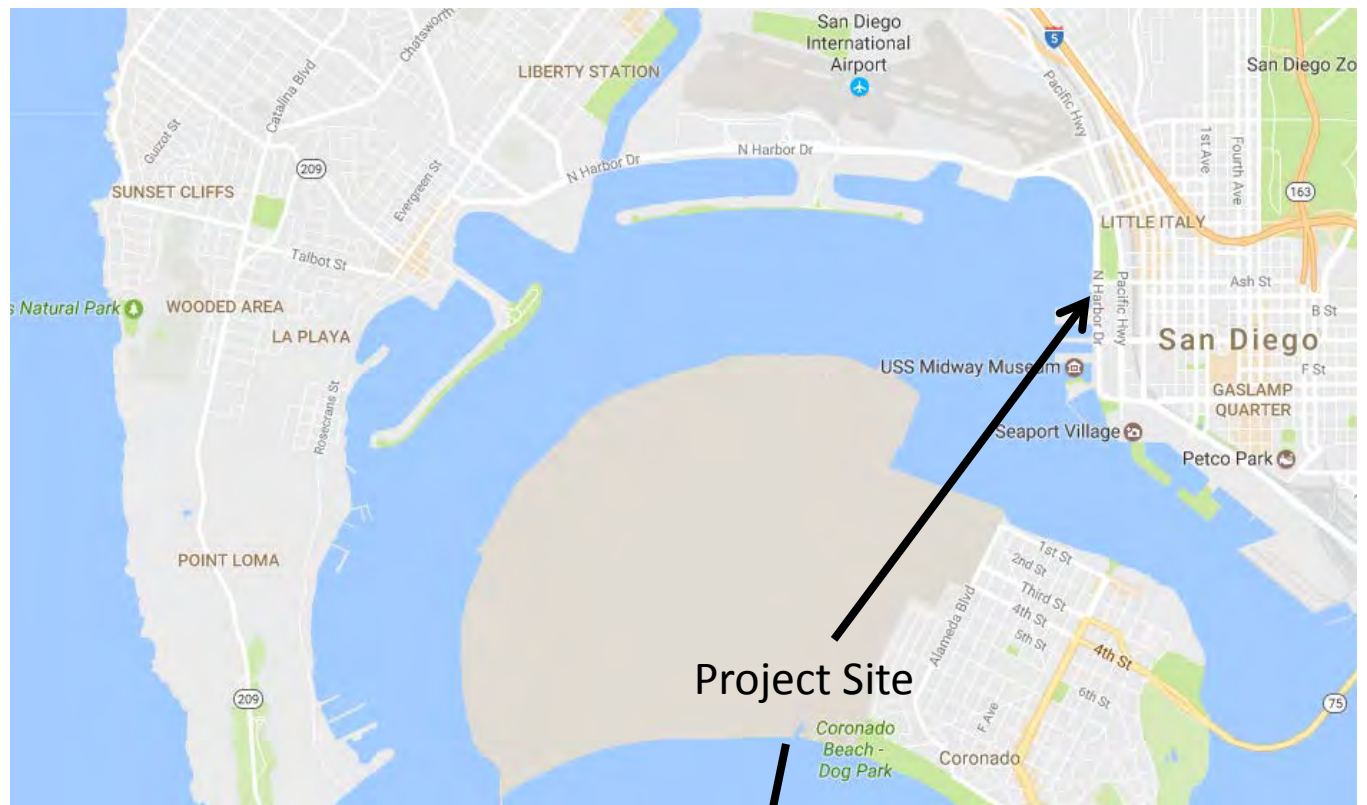 San Diego
International
Airport
5
Chatsworth
LIBERTY STATION
San Diego Zo
Catalina Blvd
Pacific Hwy
Guizot St
1st Ave
Fourth Ave
N Harbor Dr
N Harbor Dr
209
163
Evergreen St
SUNSET CLIFFS
LITTLE ITALY
Talbot St
Ash St
N Harbor Dr
Pacific Hwy
s Natural Park
WOODED AREA
B St
LA PLAYA
San Diego
USS Midway Museum
F St
GASLAMP
QUARTER
Rosecrans St
Seaport Village
Petco Park
POINT LOMA
1st St
2nd St
Third St
4th St
Alameda Blvd
5th St
4th St
Project Site
6th St
209
75
F Ave
Coronado
Beach -
Dog Park
Coronado